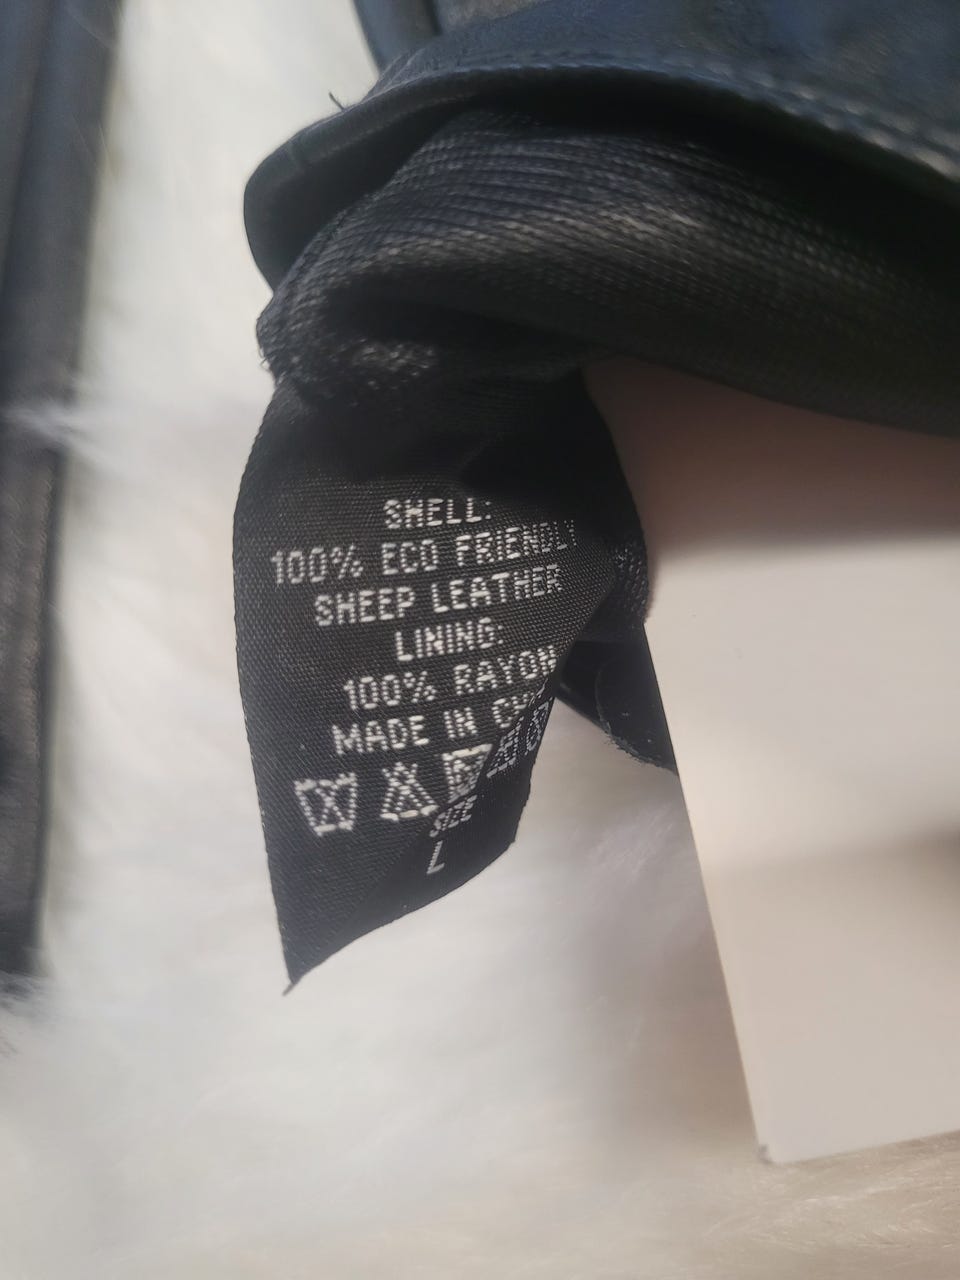 SHELL:
100% ECO FRIENDLY
SHEEP LEATHER
LINING:
100% RAYON
MADE IN
SIZE
L